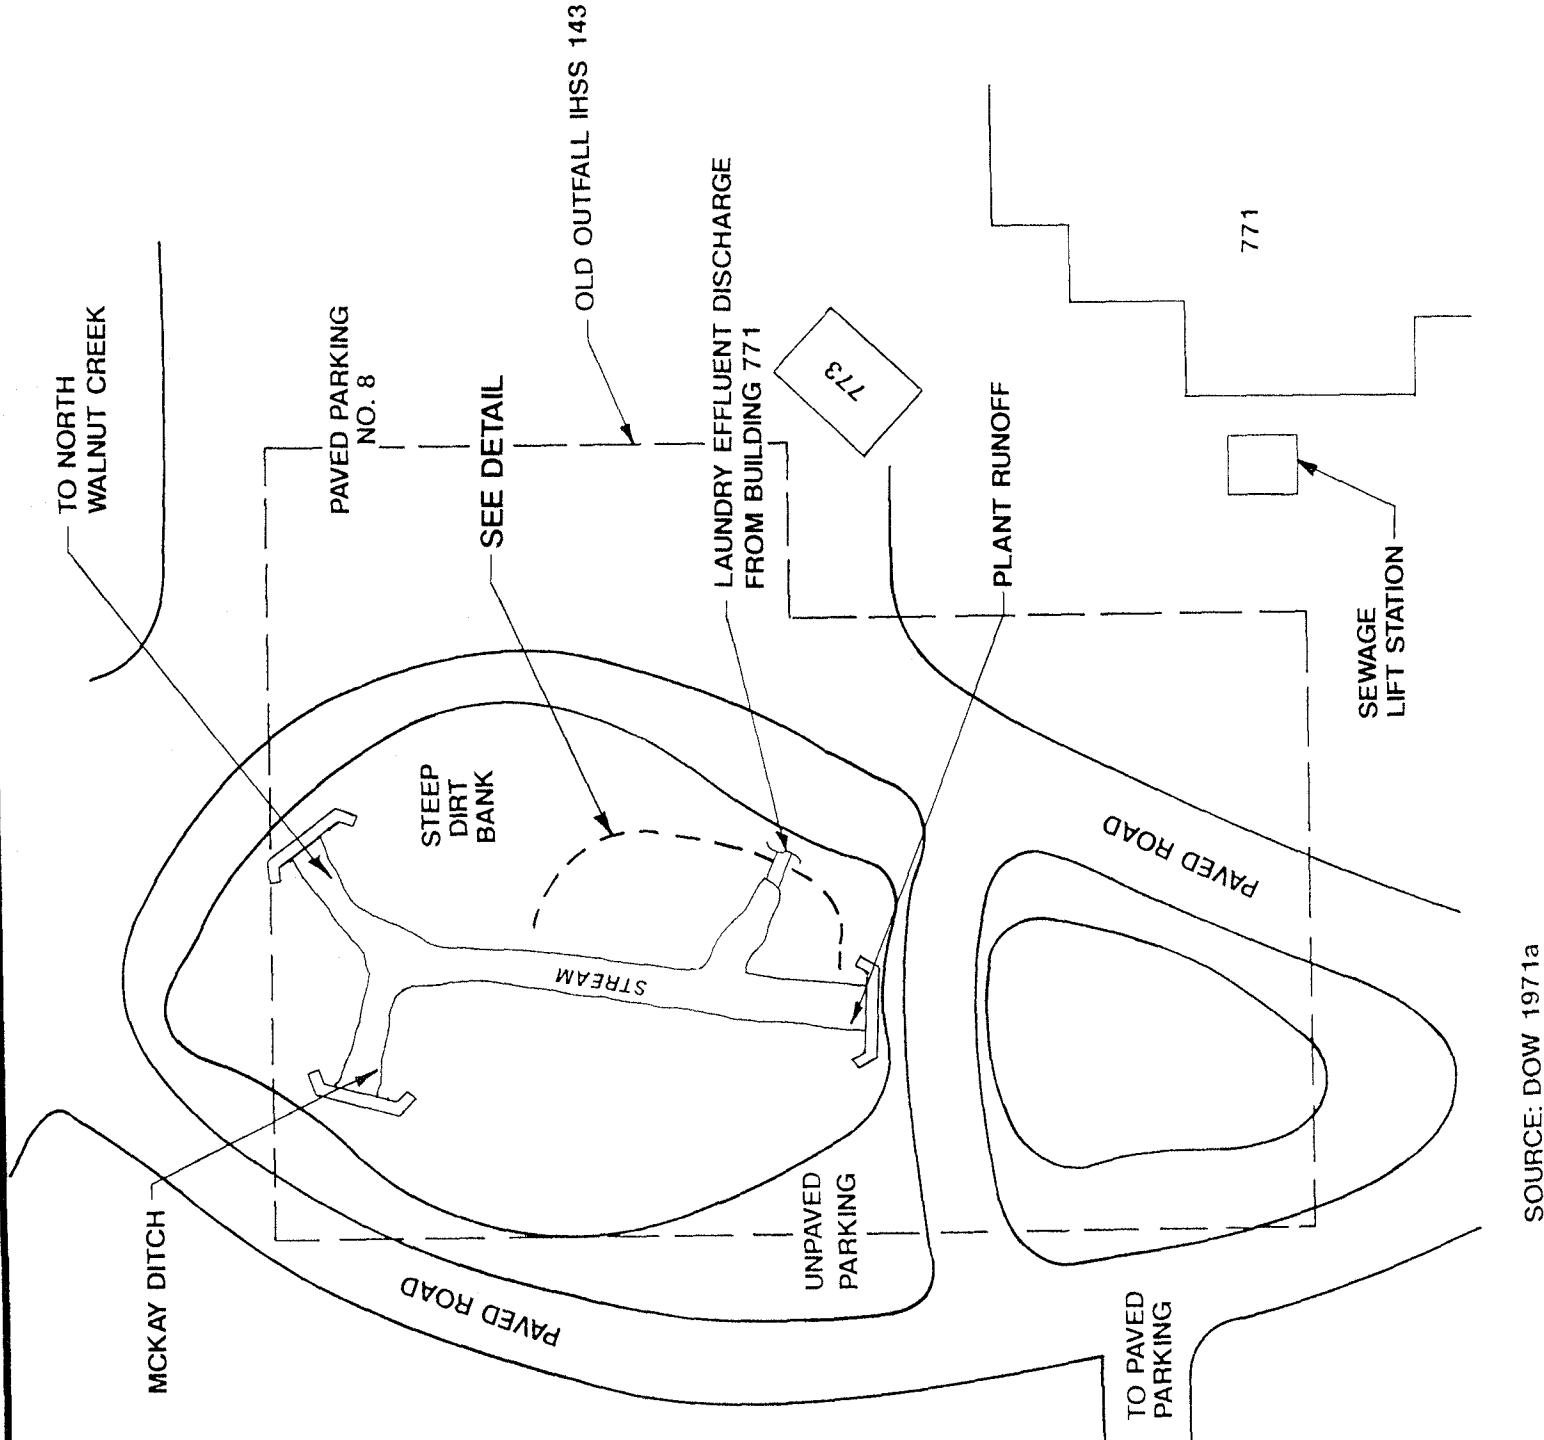 TO NORTH
WALNUT CREEK
PAVED PARKING
NO. 8
OLD OUTFALL IHSS 143
SEE DETAIL
LAUNDRY EFFLUENT DISCHARGE
FROM BUILDING 771
773
771
PLANT RUNOFF
SEWAGE
LIFT STATION
STEEP
DIRT
BANK
STREAM
PAVED ROAD
MCKAY DITCH
PAVED ROAD
UNPAVED
PARKING
TO PAVED
PARKING
SOURCE: DOW 1971a